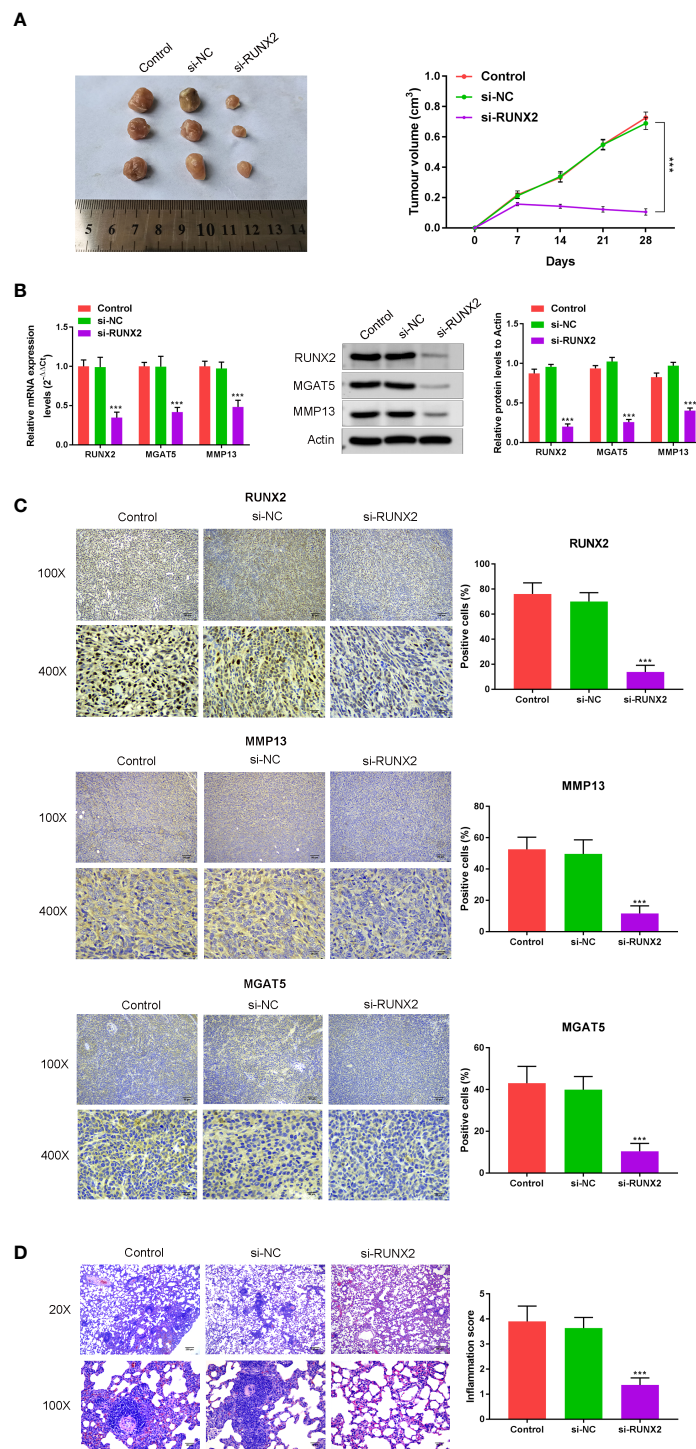 A
Control si-NC si-RUNX2
5 6 7 8 9 10 11 12 13 14
Control
si-NC
si-RUNX2
Tumour volume (cm3)
1.0
0.8
0.6
0.4
0.2
0.0
0 7 14 21 28
Days
***
B
Control
si-NC
si-RUNX2
Relative mRNA expression
levels (2-ΔΔCt)
1.5
1.0
0.5
0.0
*** *** ***
RUNX2 MGAT5 MMP13
Control si-NC si-RUNX2
RUNX2
MGAT5
MMP13
Actin
Control
si-NC
si-RUNX2
Relative protein levels to Actin
2.0
1.5
1.0
0.5
0.0
*** *** ***
RUNX2 MGAT5 MMP13
C
RUNX2
Control si-NC si-RUNX2
100X
400X
RUNX2
Positive cells (%)
100
80
60
40
20
0
***
Control si-NC si-RUNX2
MMP13
Control si-NC si-RUNX2
100X
400X
MMP13
Positive cells (%)
80
60
40
20
0
***
Control si-NC si-RUNX2
MGAT5
Control si-NC si-RUNX2
100X
400X
MGAT5
Positive cells (%)
60
40
20
0
***
Control si-NC si-RUNX2
D
Control si-NC si-RUNX2
20X
100X
Inflammation score
5
4
3
2
1
0
***
Control si-NC si-RUNX2